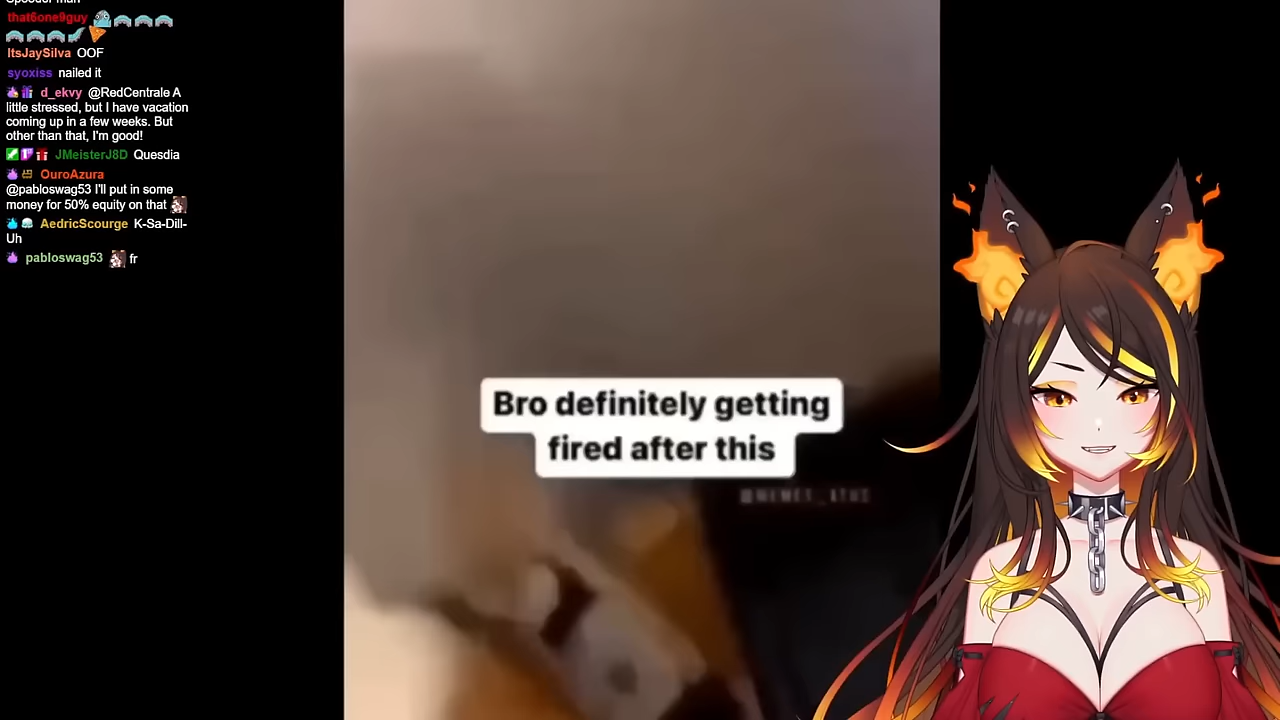 that6one9guy
ItsJaySilva OOF
syoxiss nailed it
d_ekvy @RedCentrale A
little stressed, but I have vacation
coming up in a few weeks. But
other than that, I'm good!
JMeisterJ8D Quesdia
OuroAzura
@pabloswag53 I'll put in some
money for 50% equity on that
AedricScourge K-Sa-Dill-
Uh
pabloswag53 fr
Bro definitely getting
fired after this